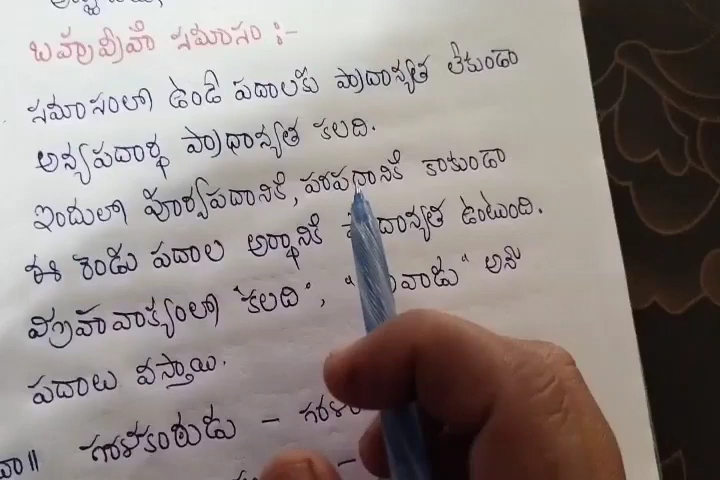 బహువ్రీహి సమాసం :-
సమాసంలో ఉండే పదాలకు ప్రాధాన్యత లేకుండా
అన్యపదార్థ ప్రాధాన్యత కలది.
ఇందులో పూర్వపదానికి, పరపదానికి కాకుండా
ఈ రెండు పదాల అర్థానికి ప్రాధాన్యత ఉంటుంది.
విగ్రహవాక్యంలో "కలది", " వాడు" అనే
పదాలు వస్తాయి.
గరళకంఠుడు - గరళం